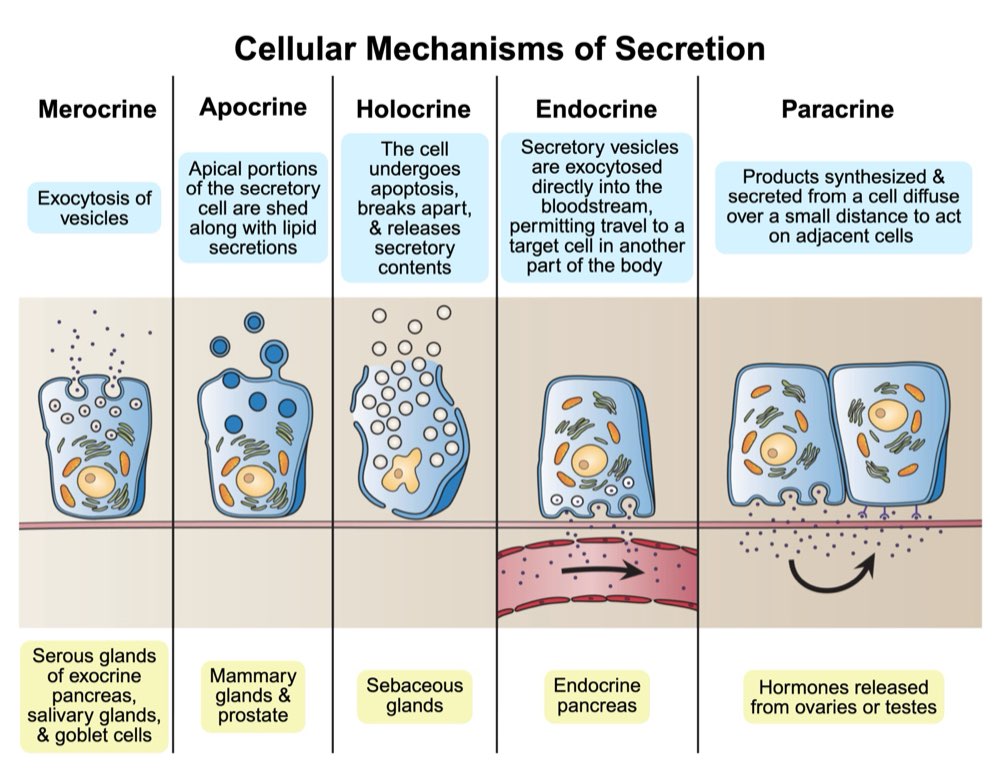 Cellular Mechanisms of Secretion
Merocrine
Exocytosis of
vesicles
Serous glands
of exocrine
pancreas,
salivary glands,
& goblet cells
Apocrine
Apical portions
of the secretory
cell are shed
along with lipid
secretions
Mammary
glands &
prostate
Holocrine
The cell
undergoes
apoptosis,
breaks apart,
& releases
secretory
contents
Sebaceous
glands
Endocrine
Secretory vesicles
are exocytosed
directly into the
bloodstream,
permitting travel to a
target cell in another
part of the body
Endocrine
pancreas
Paracrine
Products synthesized &
secreted from a cell diffuse
over a small distance to act
on adjacent cells
Hormones released
from ovaries or testes